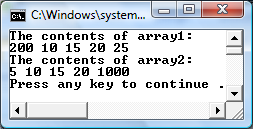 C:\Windows\system...
The contents of array1:
200 10 15 20 25
The contents of array2:
5 10 15 20 1000
Press any key to continue .